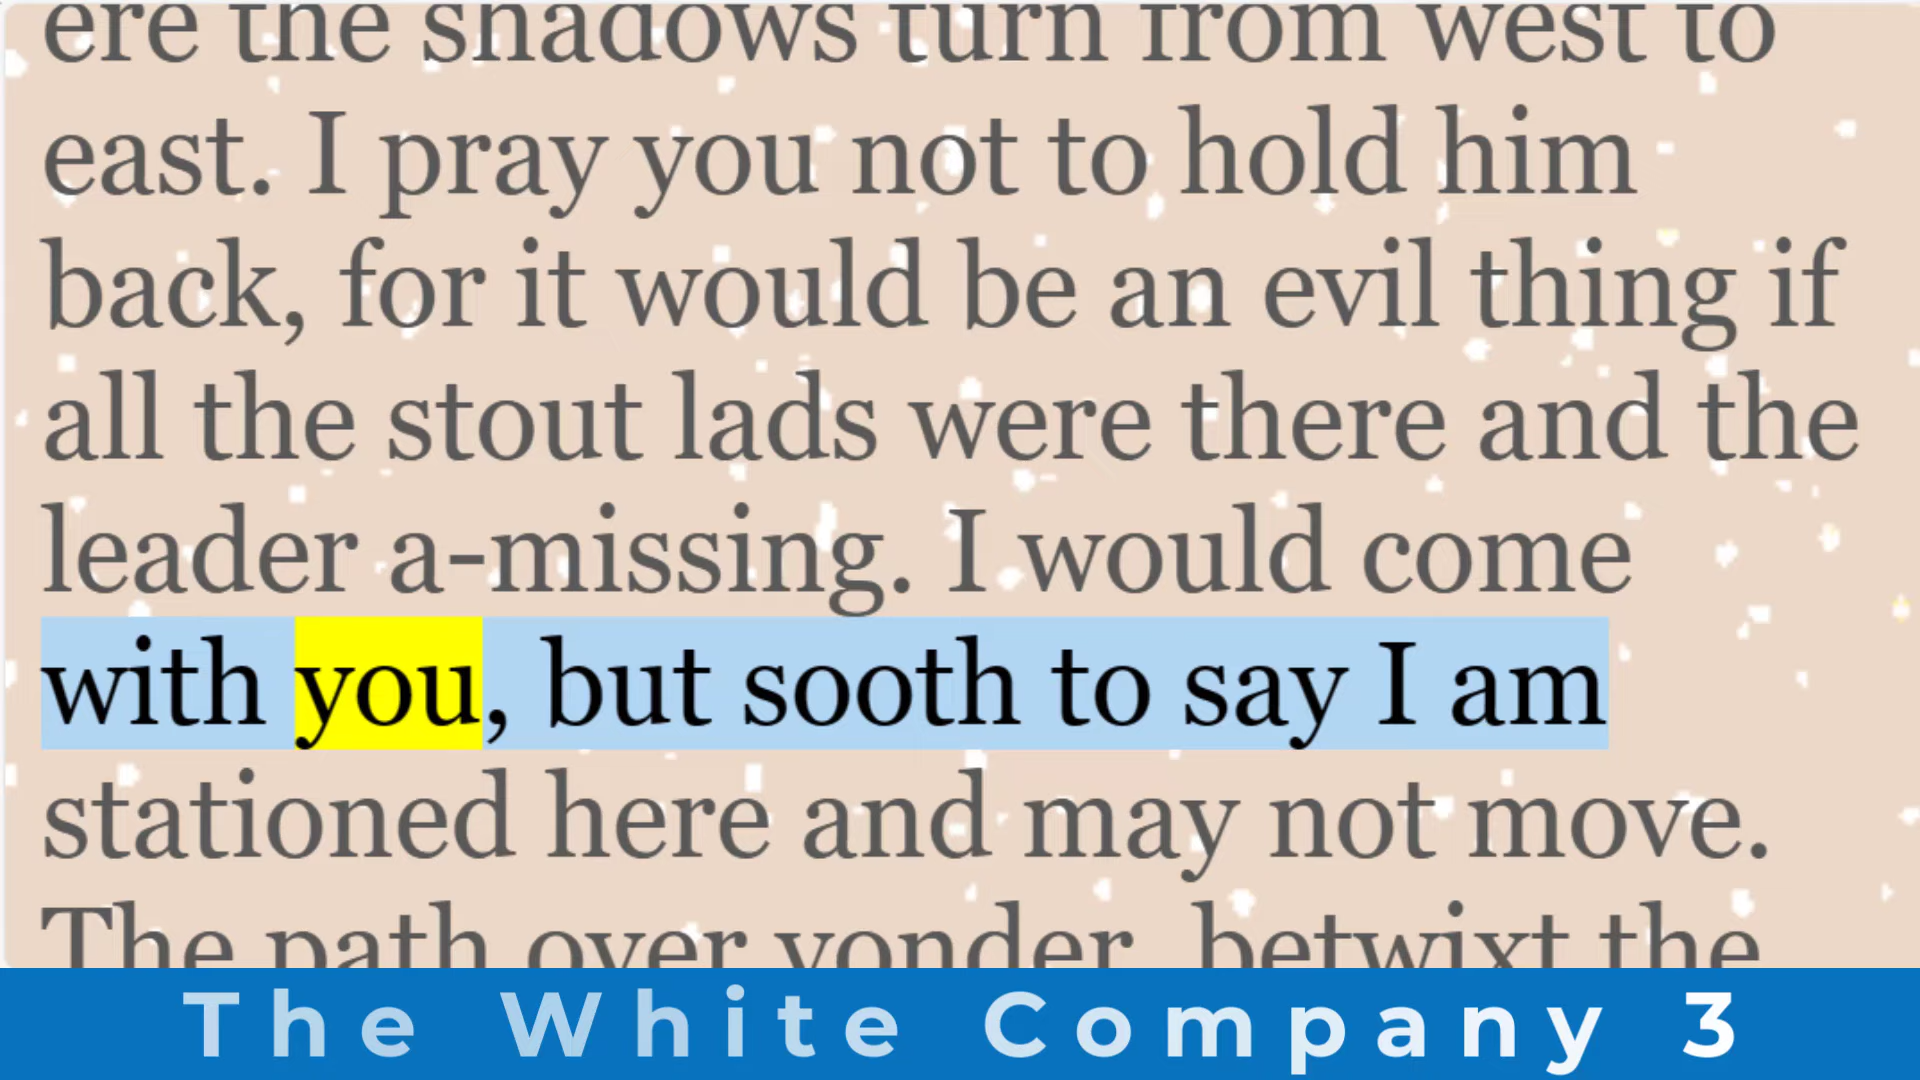 ere the shadows turn from west to
east. I pray you not to hold him
back, for it would be an evil thing if
all the stout lads were there and the
leader a-missing. I would come
with you, but sooth to say I am
stationed here and may not move.
The path over yonder, betwixt the
The White Company 3